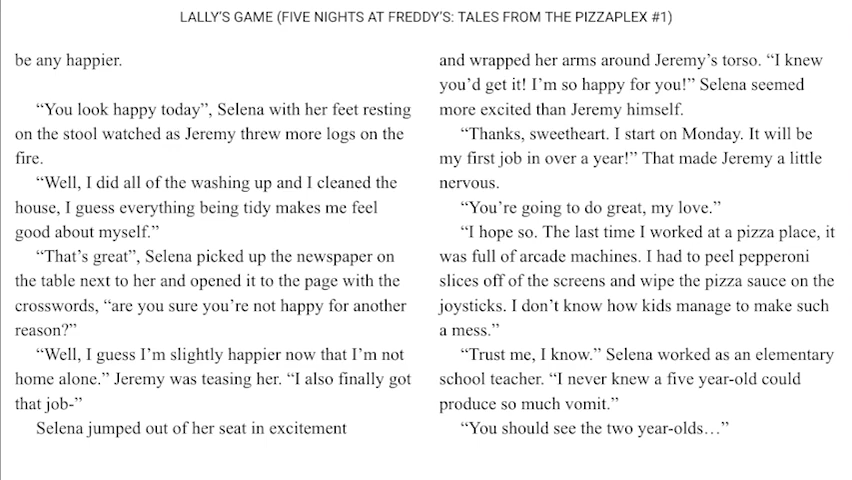 LALLY’S GAME (FIVE NIGHTS AT FREDDY’S: TALES FROM THE PIZZAPLEX #1)
be any happier.
“You look happy today”, Selena with her feet resting
on the stool watched as Jeremy threw more logs on the
fire.
“Well, I did all of the washing up and I cleaned the
house, I guess everything being tidy makes me feel
good about myself.”
“That’s great”, Selena picked up the newspaper on
the table next to her and opened it to the page with the
crosswords, “are you sure you’re not happy for another
reason?”
“Well, I guess I’m slightly happier now that I’m not
home alone.” Jeremy was teasing her. “I also finally got
that job-”
Selena jumped out of her seat in excitement
and wrapped her arms around Jeremy’s torso. “I knew
you’d get it! I’m so happy for you!” Selena seemed
more excited than Jeremy himself.
“Thanks, sweetheart. I start on Monday. It will be
my first job in over a year!” That made Jeremy a little
nervous.
“You’re going to do great, my love.”
“I hope so. The last time I worked at a pizza place, it
was full of arcade machines. I had to peel pepperoni
slices off of the screens and wipe the pizza sauce on the
joysticks. I don’t know how kids manage to make such
a mess.”
“Trust me, I know.” Selena worked as an elementary
school teacher. “I never knew a five year-old could
produce so much vomit.”
“You should see the two year-olds…”